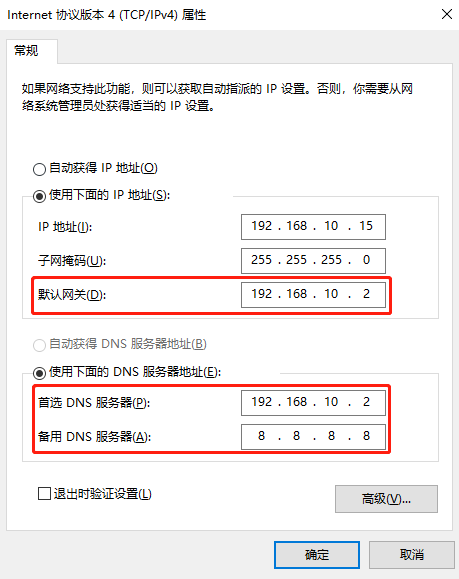 Internet 协议版本 4 (TCP/IPv4) 属性
常规
如果网络支持此功能，则可以获取自动指派的 IP 设置。否则，你需要从网
络系统管理员处获得适当的 IP 设置。
自动获得 IP 地址(O)
使用下面的 IP 地址(S):
IP 地址(I): 192 . 168 . 10 . 15
子网掩码(U): 255 . 255 . 255 . 0
默认网关(D): 192 . 168 . 10 . 2
自动获得 DNS 服务器地址(B)
使用下面的 DNS 服务器地址(E):
首选 DNS 服务器(P): 192 . 168 . 10 . 2
备用 DNS 服务器(A): 8 . 8 . 8 . 8
退出时验证设置(L)
高级(V)...
确定 取消